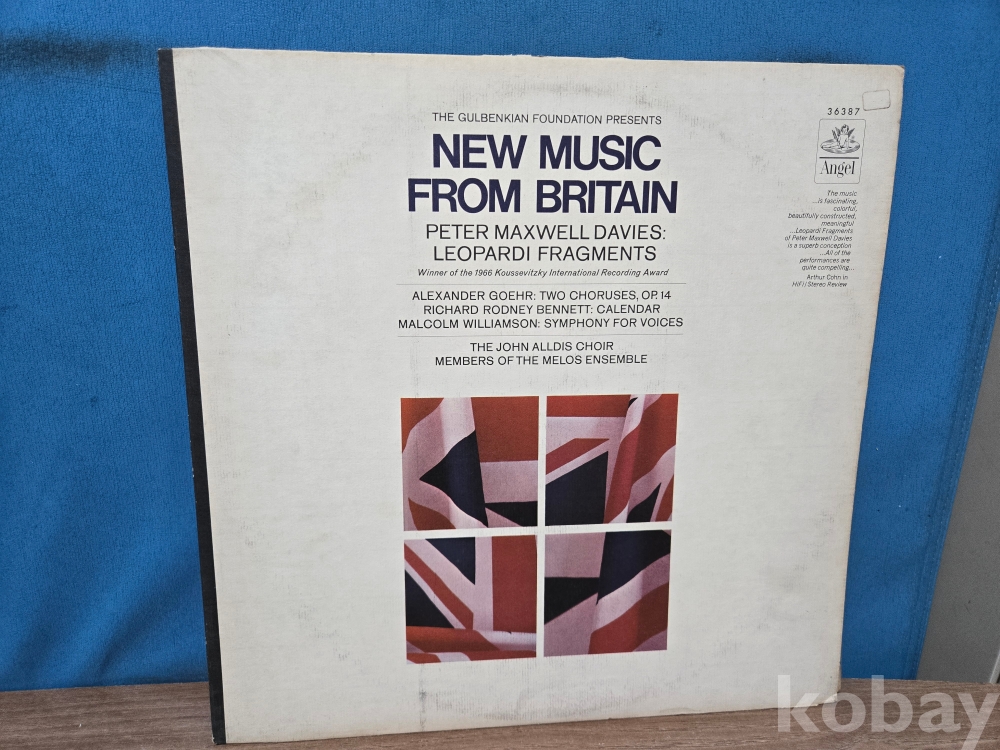 THE GULBENKIAN FOUNDATION PRESENTS
NEW MUSIC
FROM BRITAIN
PETER MAXWELL DAVIES:
LEOPARDI FRAGMENTS
Winner of the 1966 Koussevitzky International Recording Award
ALEXANDER GOEHR: TWO CHORUSES, OP. 14
RICHARD RODNEY BENNETT: CALENDAR
MALCOLM WILLIAMSON: SYMPHONY FOR VOICES
THE JOHN ALLDIS CHOIR
MEMBERS OF THE MELOS ENSEMBLE
36387
Angel
The music
...is fascinating,
colorful,
beautifully constructed,
meaningful
...Leopardi Fragments
of Peter Maxwell Davies
is a superb conception
...All of the
performances are
quite compelling...
Arthur Cohn in
HIFI/Stereo Review
kobay